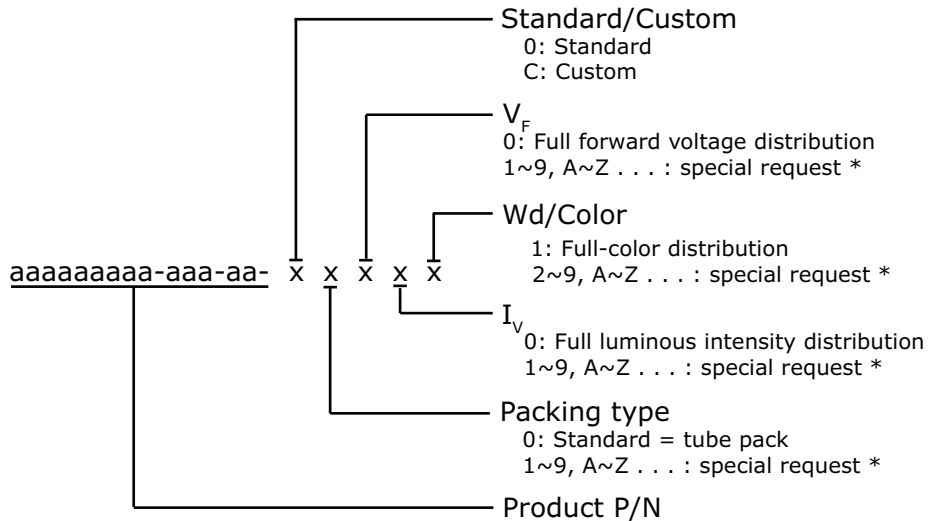 Standard/Custom
0: Standard
C: Custom
VF
0: Full forward voltage distribution
1~9, A~Z . . . : special request *
Wd/Color
1: Full-color distribution
2~9, A~Z . . . : special request *
aaaaaaaaa-aaa-aa- x x x x x
IV
0: Full luminous intensity distribution
1~9, A~Z . . . : special request *
Packing type
0: Standard = tube pack
1~9, A~Z . . . : special request *
Product P/N